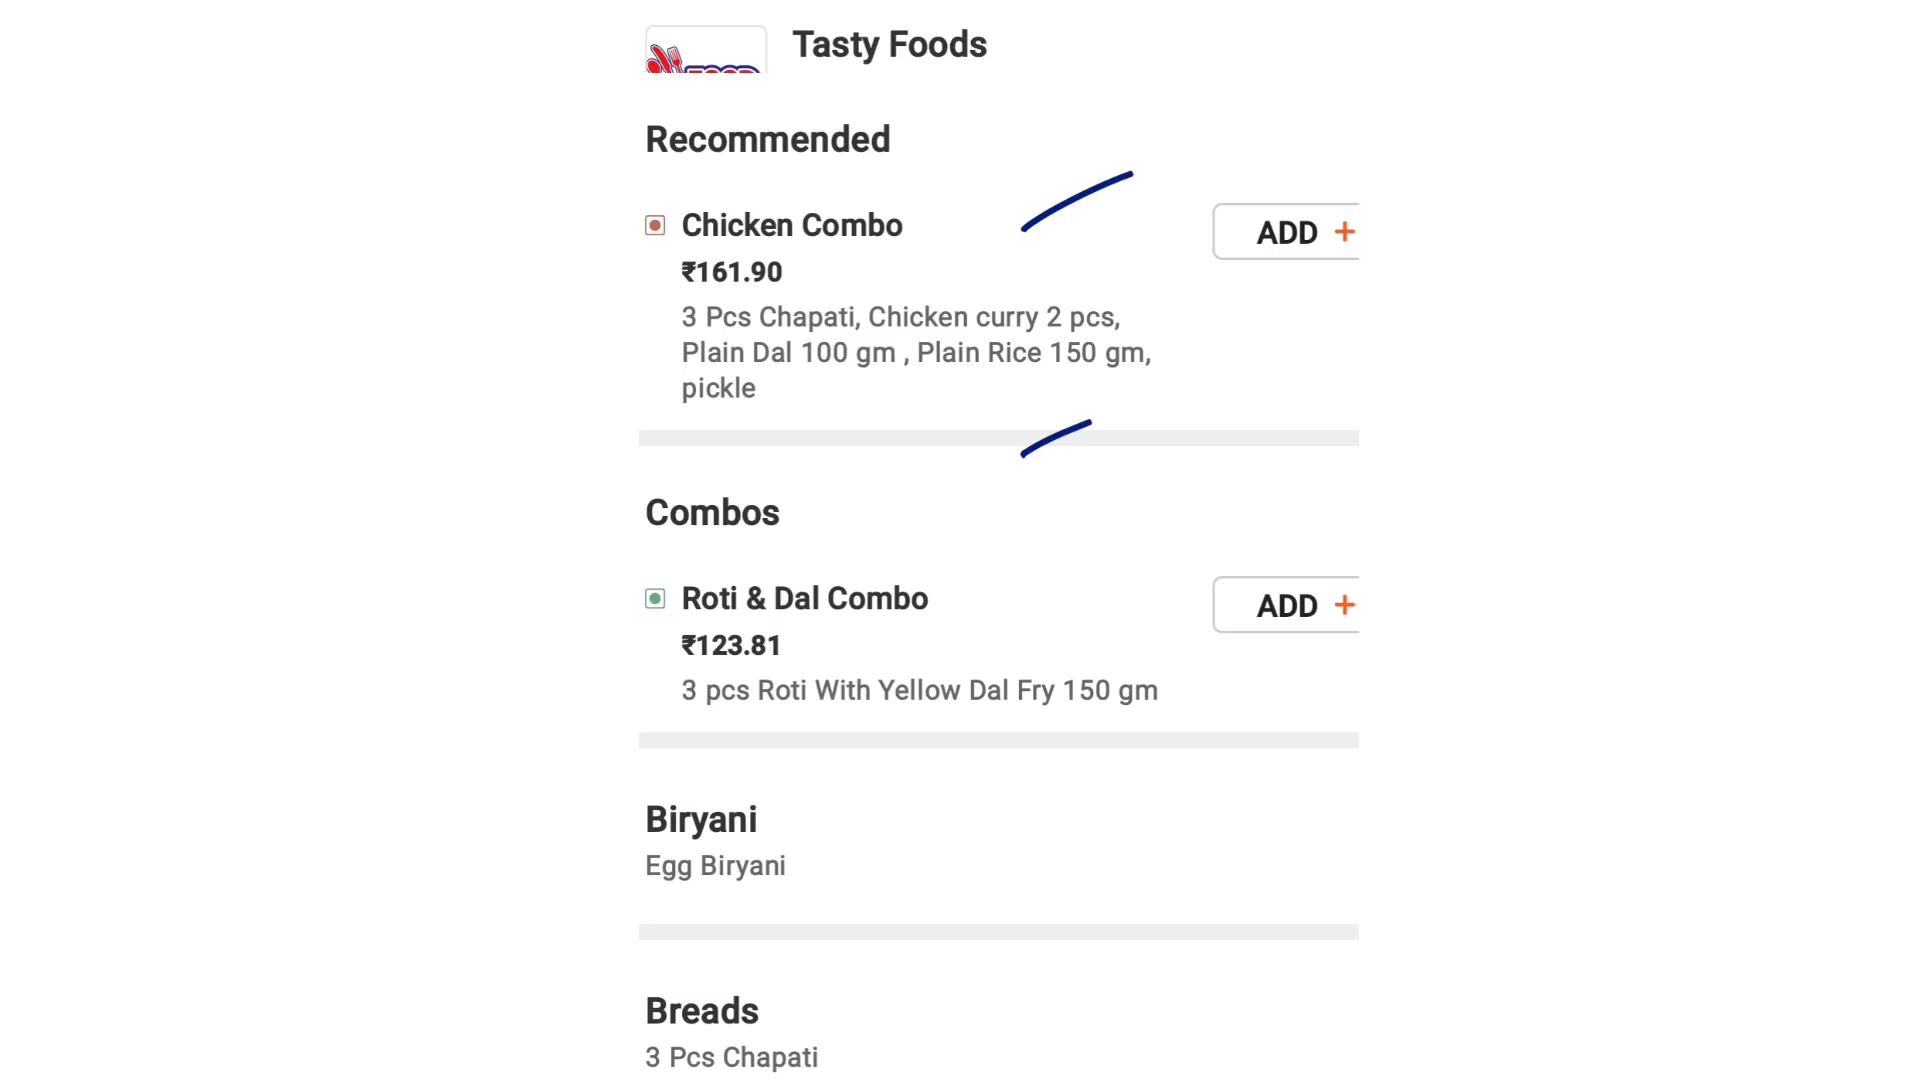 Tasty Foods
Recommended
Chicken Combo
ADD +
₹161.90
3 Pcs Chapati, Chicken curry 2 pcs,
Plain Dal 100 gm , Plain Rice 150 gm,
pickle
Combos
Roti & Dal Combo
ADD +
₹123.81
3 pcs Roti With Yellow Dal Fry 150 gm
Biryani
Egg Biryani
Breads
3 Pcs Chapati